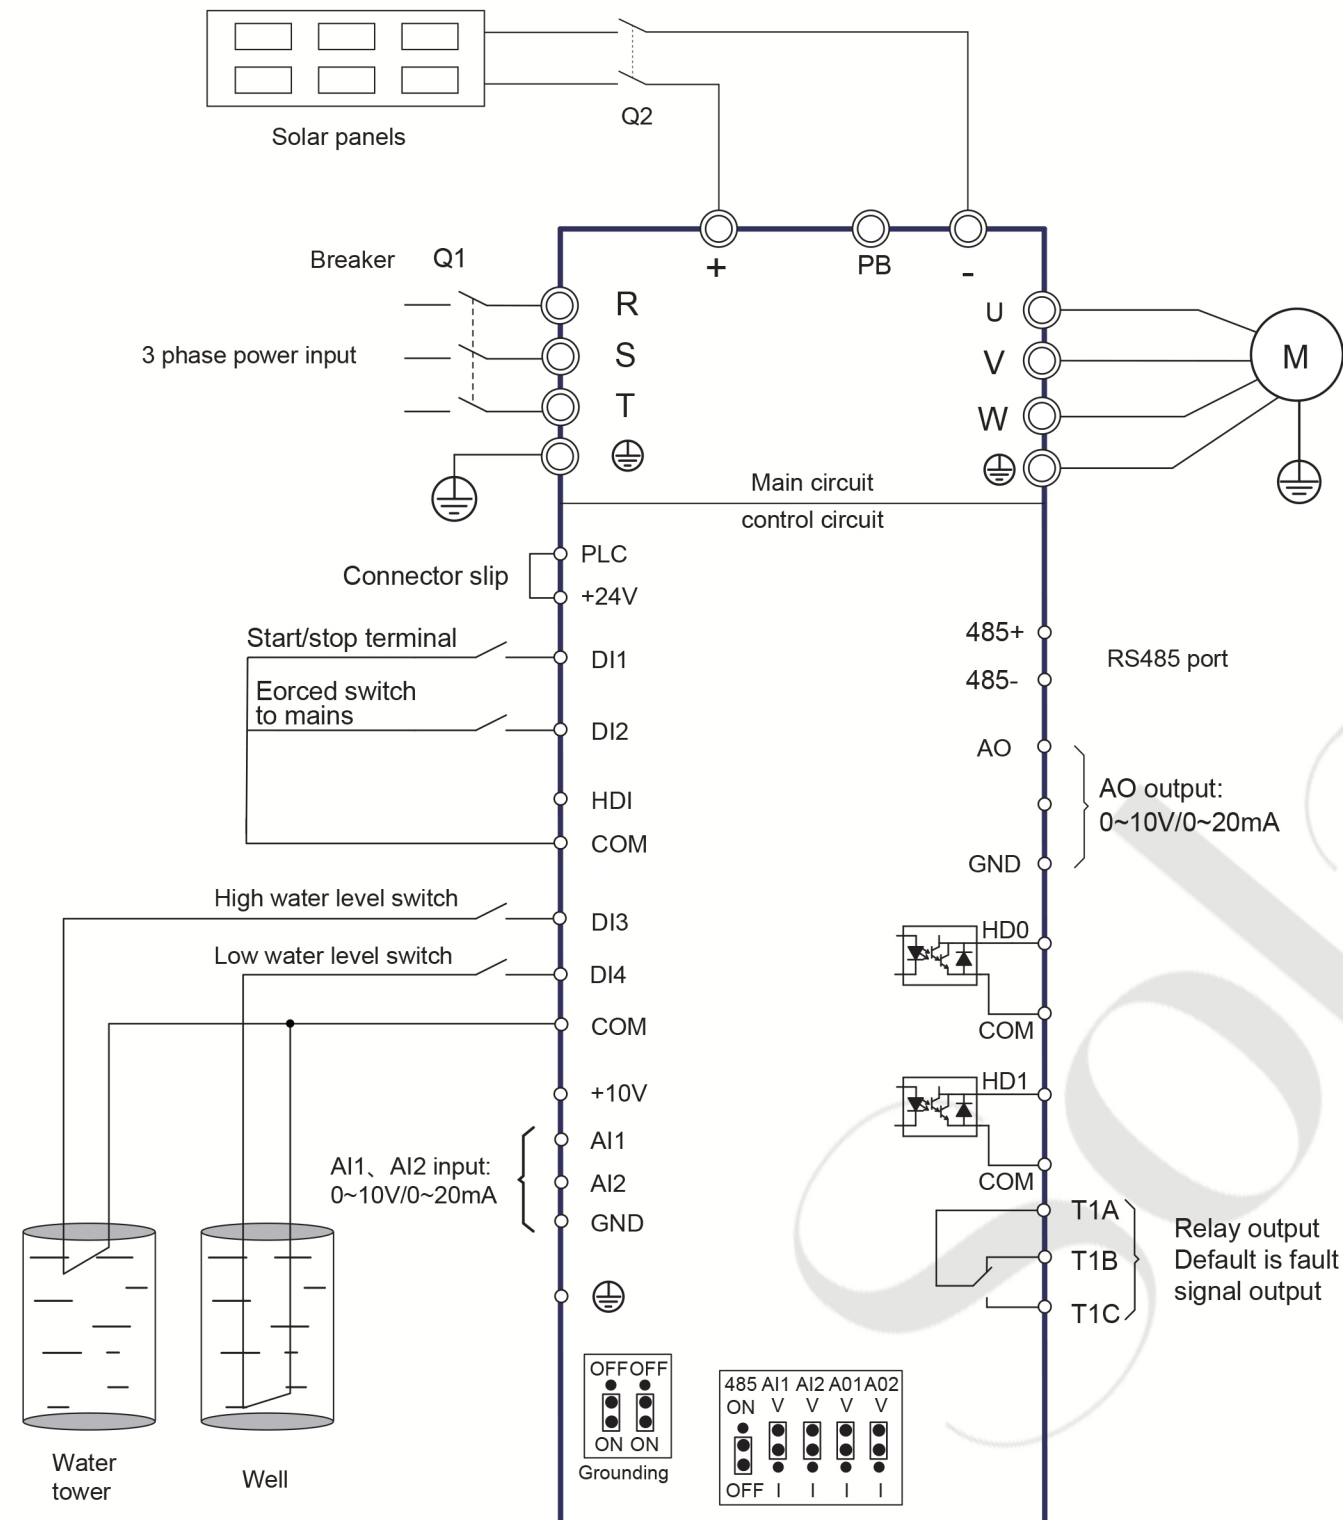 Solar panels
Q2
+
PB
-
Breaker Q1
3 phase power input
R
S
T
U
V
W
M
Main circuit
control circuit
Connector slip
PLC
+24V
Start/stop terminal
DI1
Eorced switch
to mains
DI2
HDI
COM
High water level switch
DI3
Low water level switch
DI4
COM
+10V
AI1、AI2 input:
0~10V/0~20mA
AI1
AI2
GND
485+
485-
RS485 port
AO
GND
AO output:
0~10V/0~20mA
HD0
COM
HD1
COM
T1A
T1B
T1C
Relay output
Default is fault
signal output
Water
tower
Well
OFF OFF
ON ON
Grounding
485 AI1 AI2 A01 A02
ON V V V V
OFF I I I I
Sol